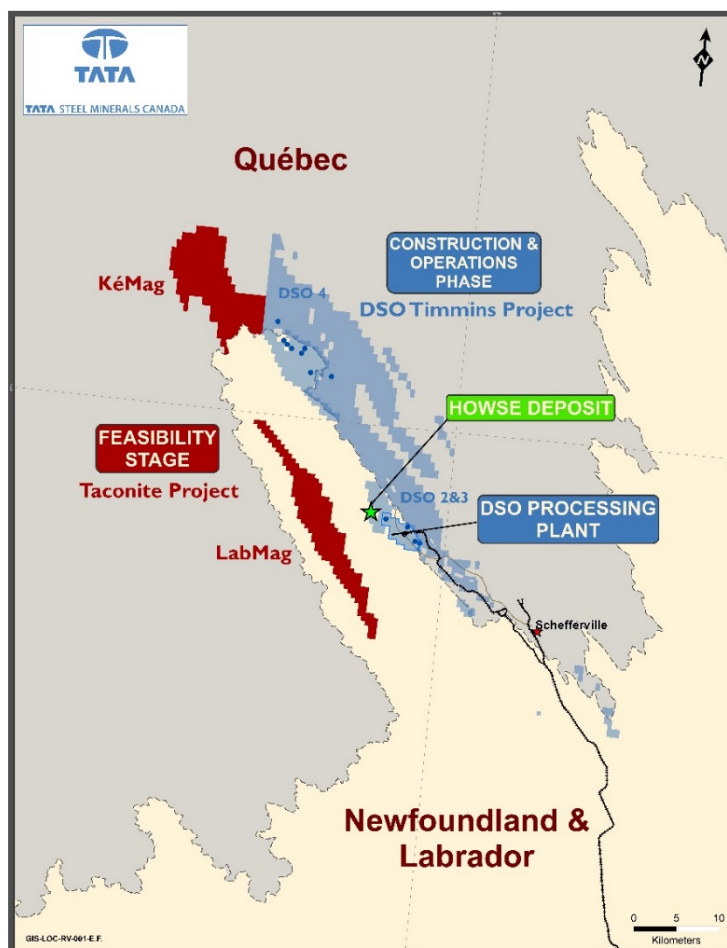 TATA
TATA STEEL MINERALS CANADA
N
Québec
KéMag
DSO 4
CONSTRUCTION &
OPERATIONS
PHASE
DSO Timmins Project
HOWSE DEPOSIT
FEASIBILITY
STAGE
Taconite Project
DSO 2&3
DSO PROCESSING
PLANT
LabMag
Schefferville
Newfoundland &
Labrador
0 5 10
Kilometers
GIS-LOC-RV-001-E.F.